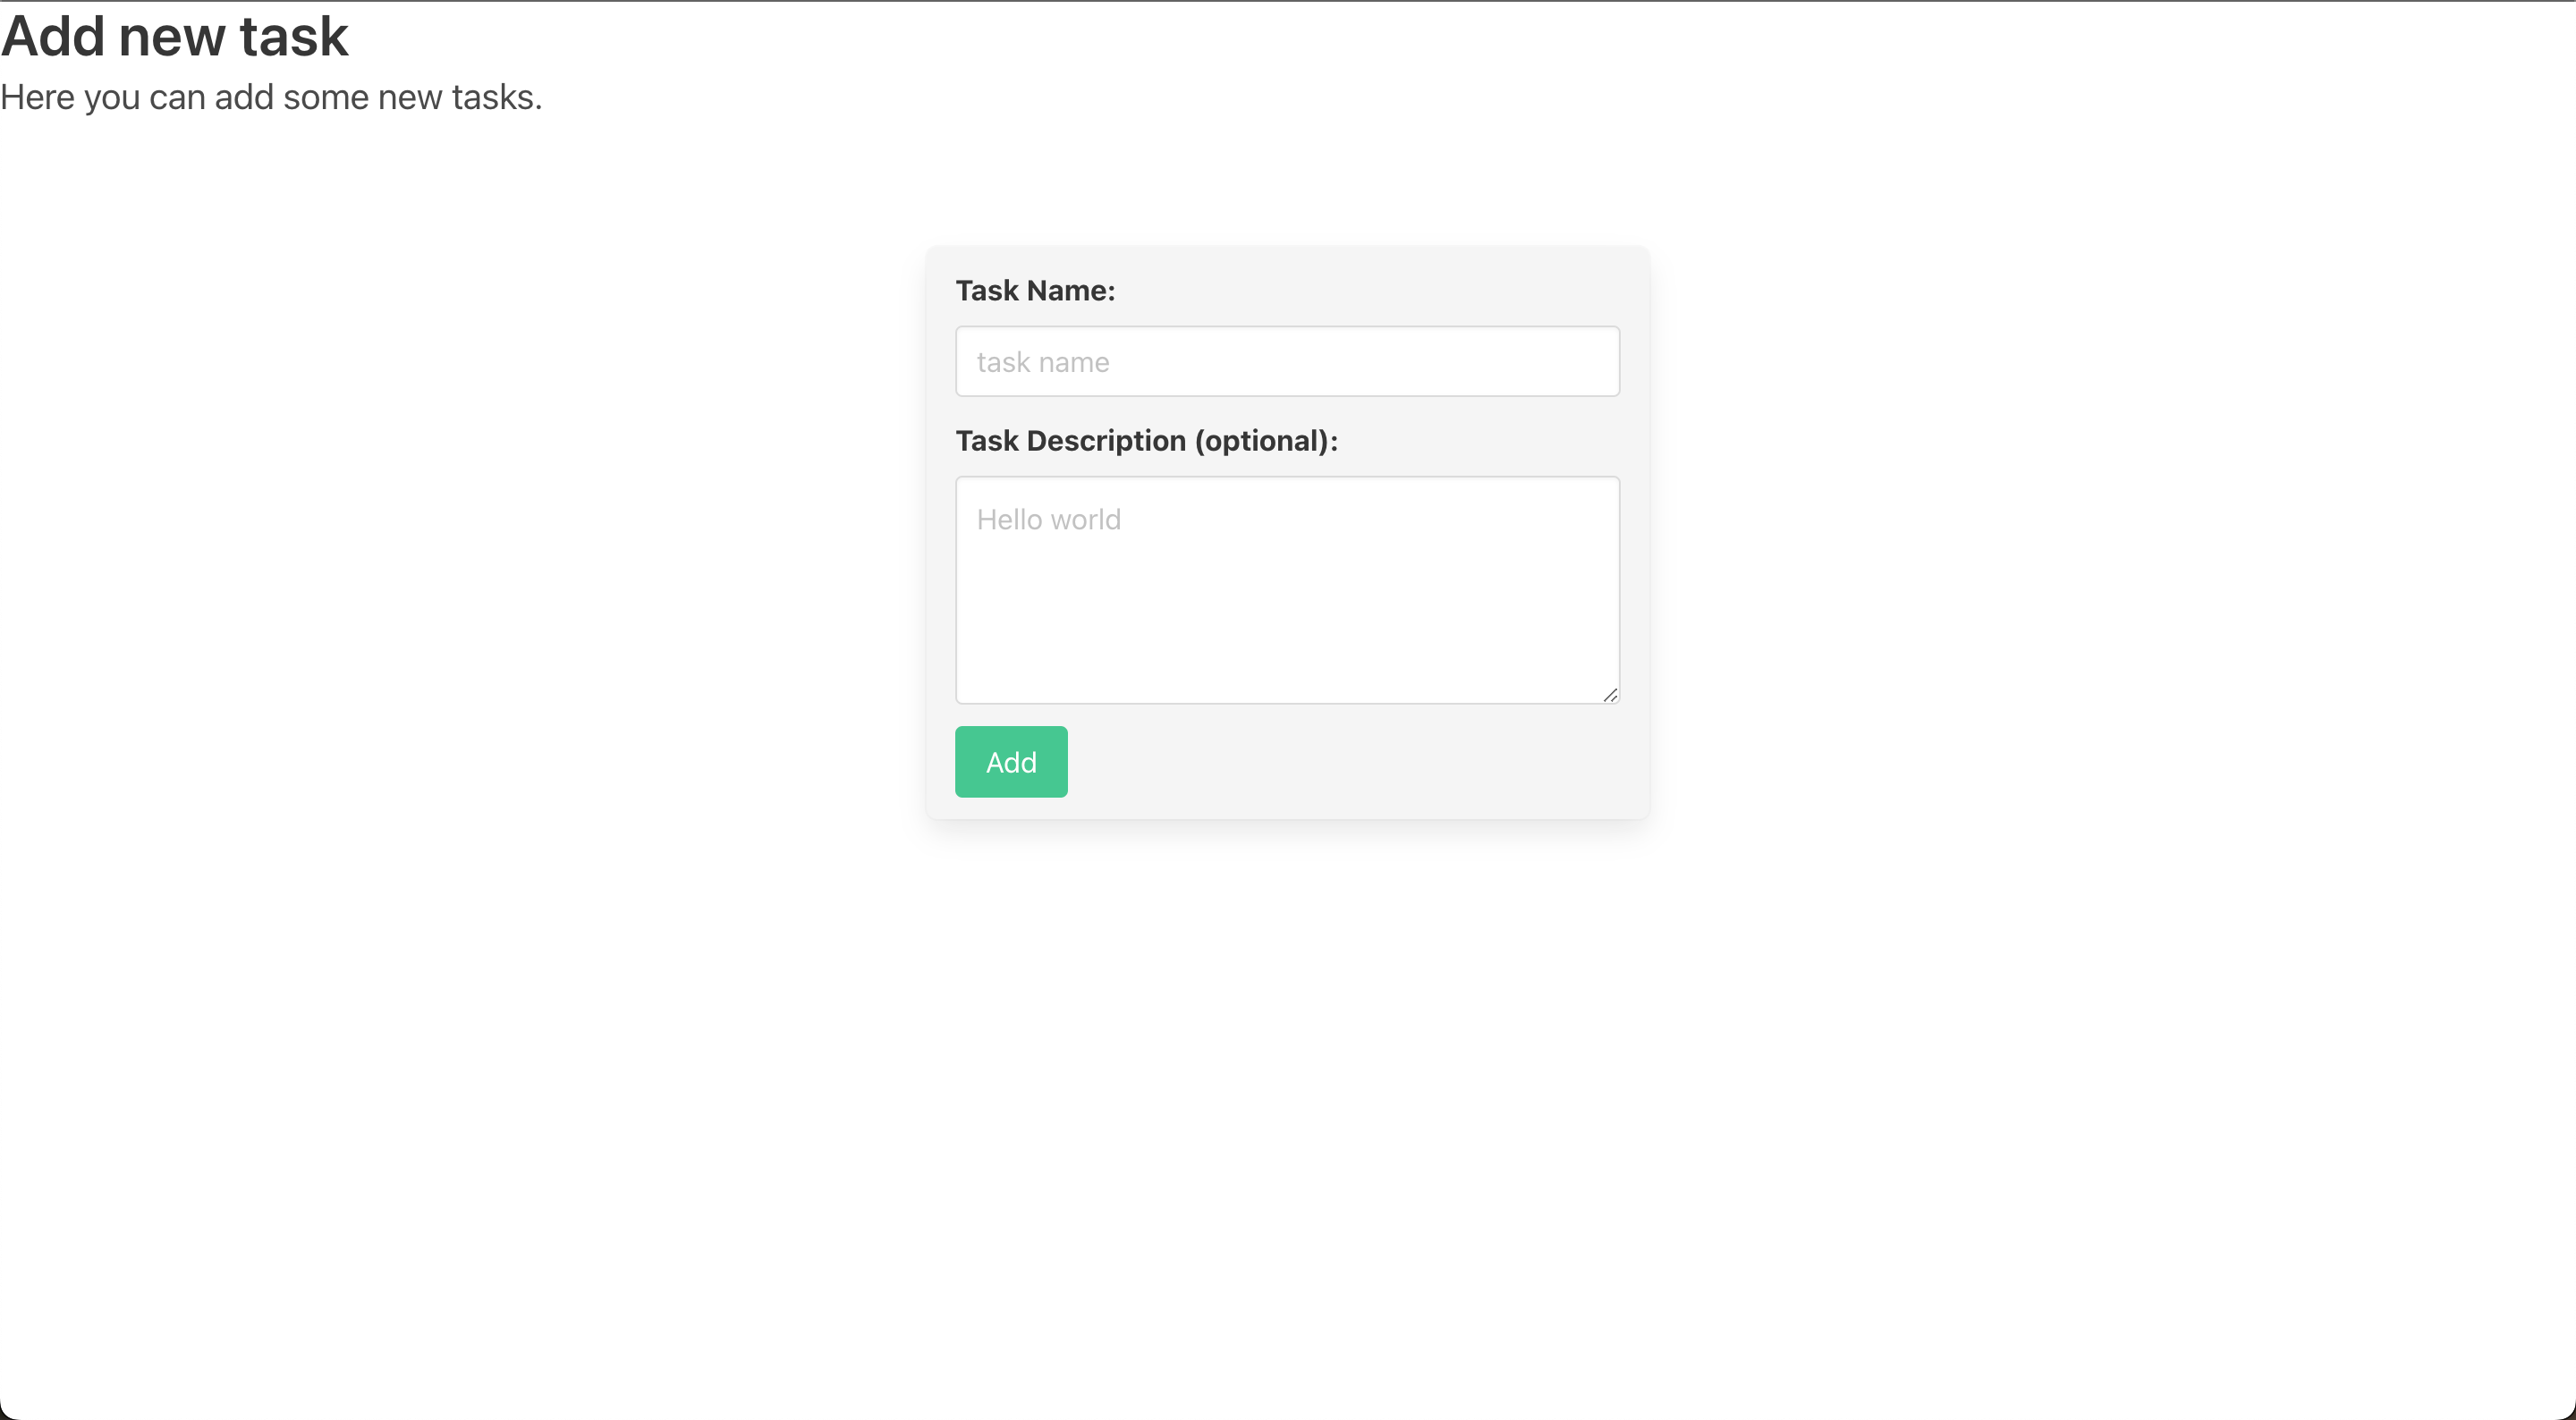 Add new task
Here you can add some new tasks.
Task Name:
task name
Task Description (optional):
Hello world
Add